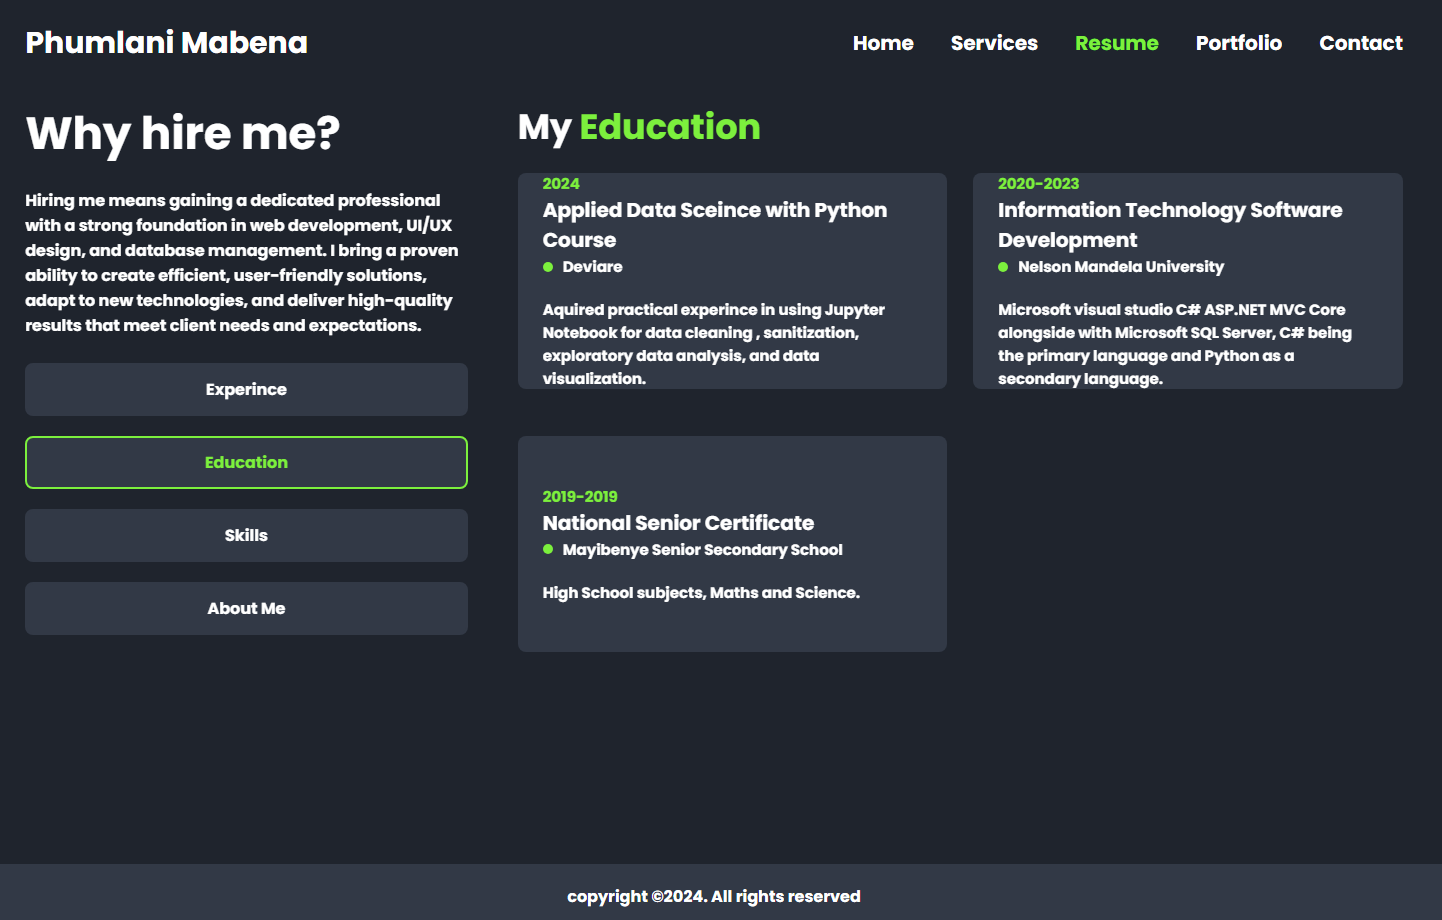 Phumlani Mabena
Home Services Resume Portfolio Contact
Why hire me?
Hiring me means gaining a dedicated professional
with a strong foundation in web development, UI/UX
design, and database management. I bring a proven
ability to create efficient, user-friendly solutions,
adapt to new technologies, and deliver high-quality
results that meet client needs and expectations.
Experince
Education
Skills
About Me
My Education
2024
Applied Data Sceince with Python
Course
Deviare
Aquired practical experince in using Jupyter
Notebook for data cleaning , sanitization,
exploratory data analysis, and data
visualization.
2020-2023
Information Technology Software
Development
Nelson Mandela University
Microsoft visual studio C# ASP.NET MVC Core
alongside with Microsoft SQL Server, C# being
the primary language and Python as a
secondary language.
2019-2019
National Senior Certificate
Mayibenye Senior Secondary School
High School subjects, Maths and Science.
copyright ©2024. All rights reserved